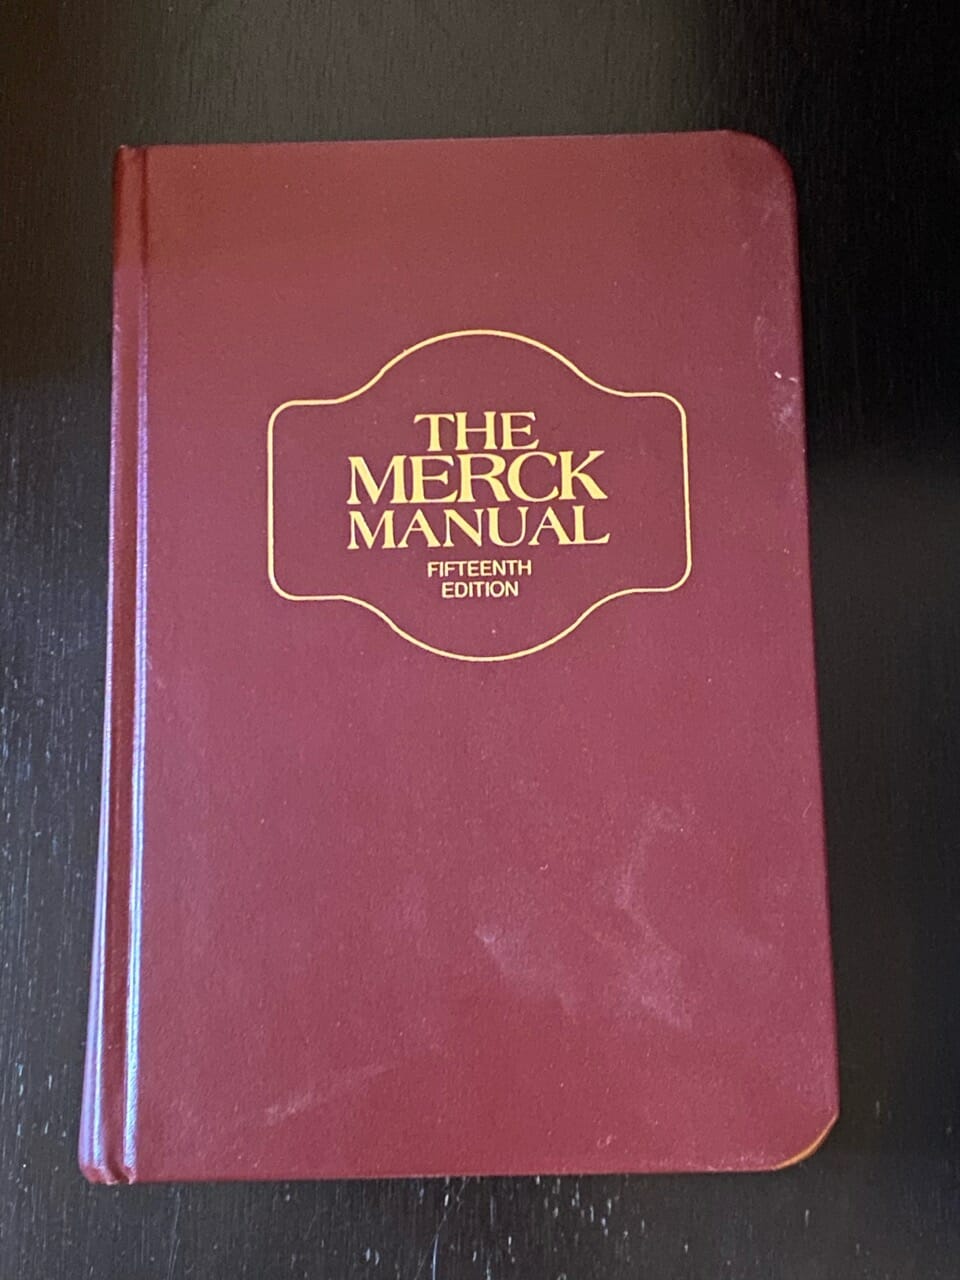 THE
MERCK
MANUAL
FIFTEENTH
EDITION